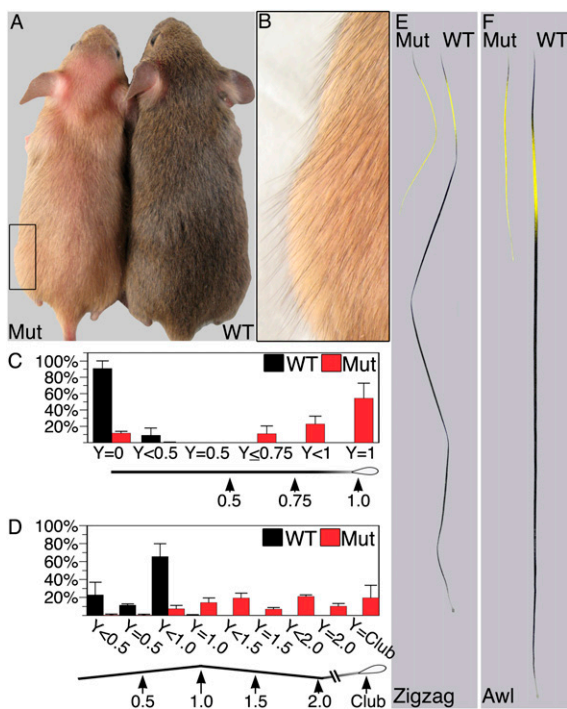 A
B
E
F
Mut
WT
Mut
WT
Mut
WT
C
WT
Mut
100%
80%
60%
40%
20%
Y=0
Y<0.5
Y=0.5
Y≤0.75
Y<1
Y=1
0.5
0.75
1.0
D
WT
Mut
100%
80%
60%
40%
20%
Y<0.5
Y=0.5
Y<1.0
Y=1.0
Y<1.5
Y=1.5
Y<2.0
Y=2.0
Y=Club
0.5
1.0
1.5
2.0
Club
Zigzag
Awl